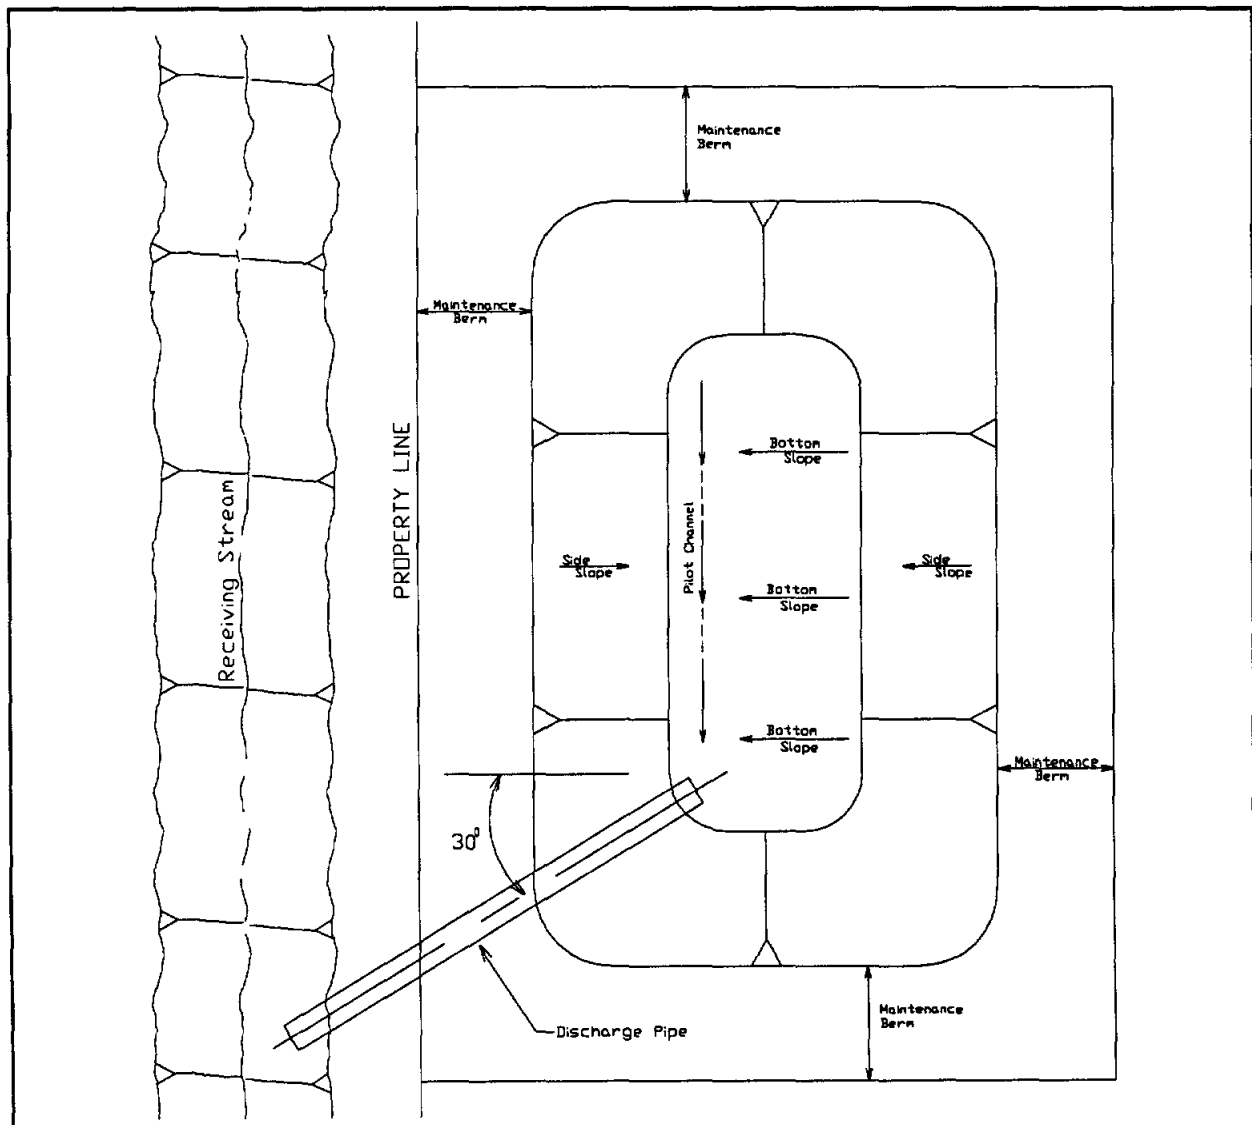 Maintenance
Berm
Maintenance
Berm
PROPERTY LINE
Receiving Stream
Pilot Channel
Bottom
Slope
Side
Slope
Side
Slope
Bottom
Slope
Bottom
Slope
Maintenance
Berm
30°
Maintenance
Berm
Discharge Pipe